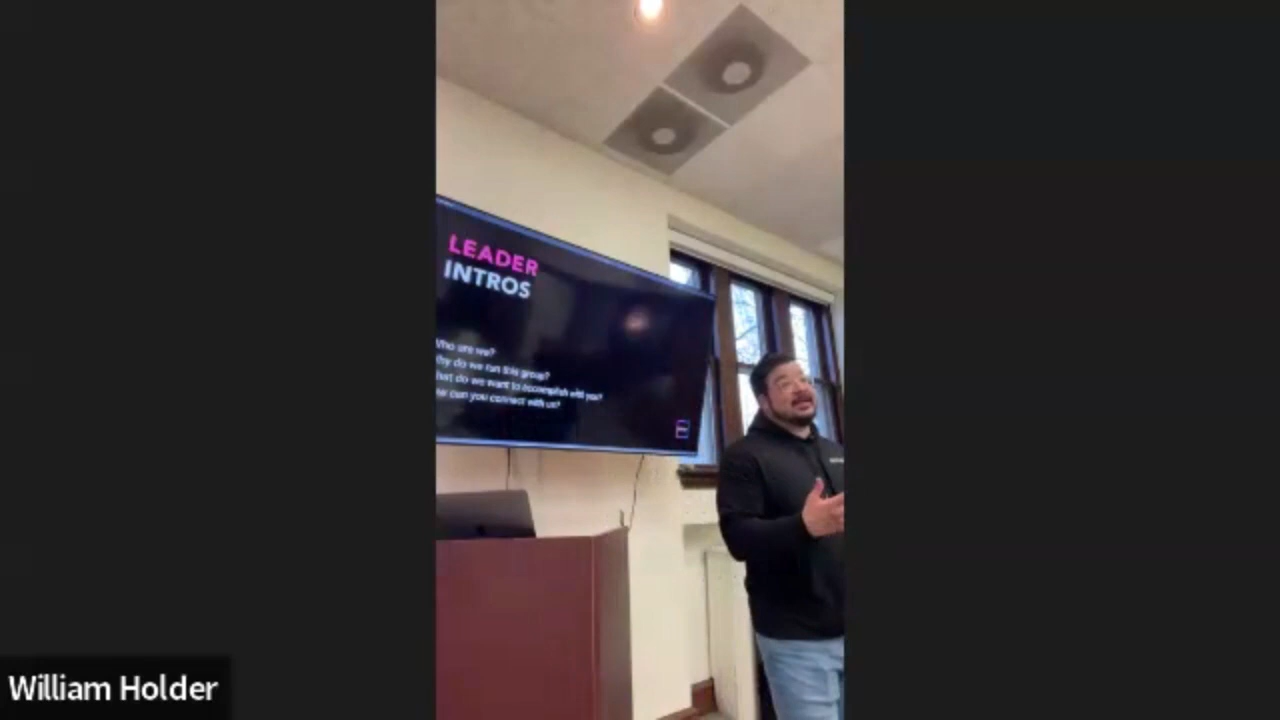 LEADER
INTROS
Who are we?
hy do we run this group?
hat do we want to accomplish with you?
ow can you connect with us?
William Holder